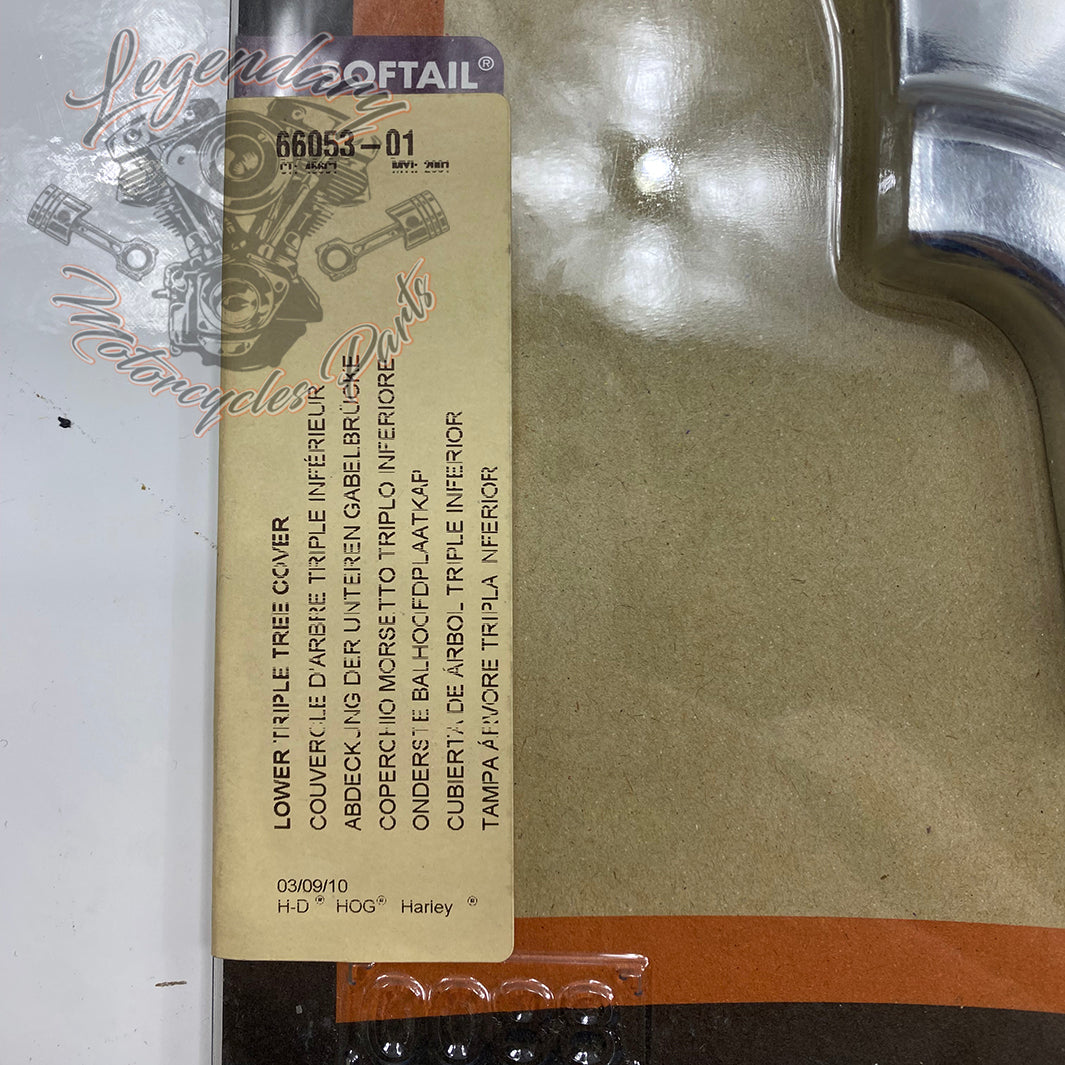 SOFTAIL®
Legendary
66053-01
Motorcycles Parts
LOWER TRIPLE TREE COVER
COUVERCLE D'ARBRE TRIPLE INFÉRIEUR
ABDECKUNG DER UNTEREN GABELBRÜCKE
COPERCHIO MORSETTO TRIPLO INFERIORE
ONDERSTE BALHOOFDPLAATKAP
CUBIERTA DE ÁRBOL TRIPLE INFERIOR
TAMPA ÁRVORE TRIPLA INFERIOR
03/09/10
H-D® HOG® Harley ®